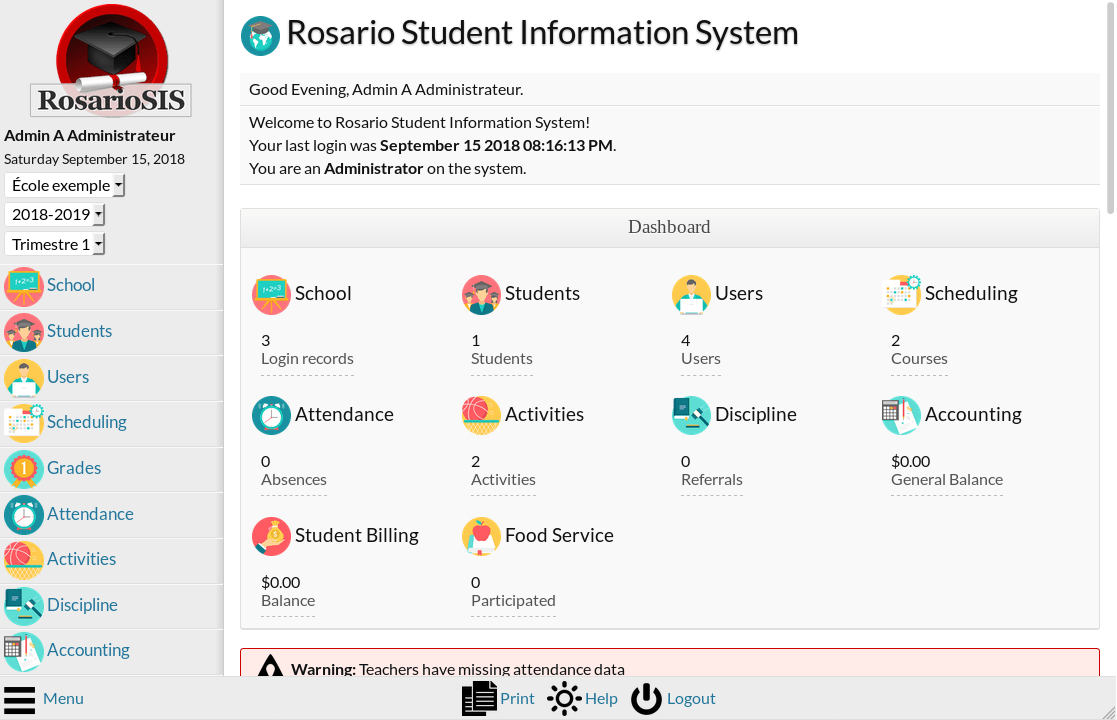 RosarioSIS
Admin A Administrateur
Saturday September 15, 2018
École exemple
2018-2019
Trimestre 1
School
Students
Users
Scheduling
Grades
Attendance
Activities
Discipline
Accounting
Rosario Student Information System
Good Evening, Admin A Administrateur.
Welcome to Rosario Student Information System!
Your last login was September 15 2018 08:16:13 PM.
You are an Administrator on the system.
Dashboard
School
3
Login records
Students
1
Students
Users
4
Users
Scheduling
2
Courses
Attendance
0
Absences
Activities
2
Activities
Discipline
0
Referrals
Accounting
$0.00
General Balance
Student Billing
$0.00
Balance
Food Service
0
Participated
Warning: Teachers have missing attendance data
Menu
Print
Help
Logout